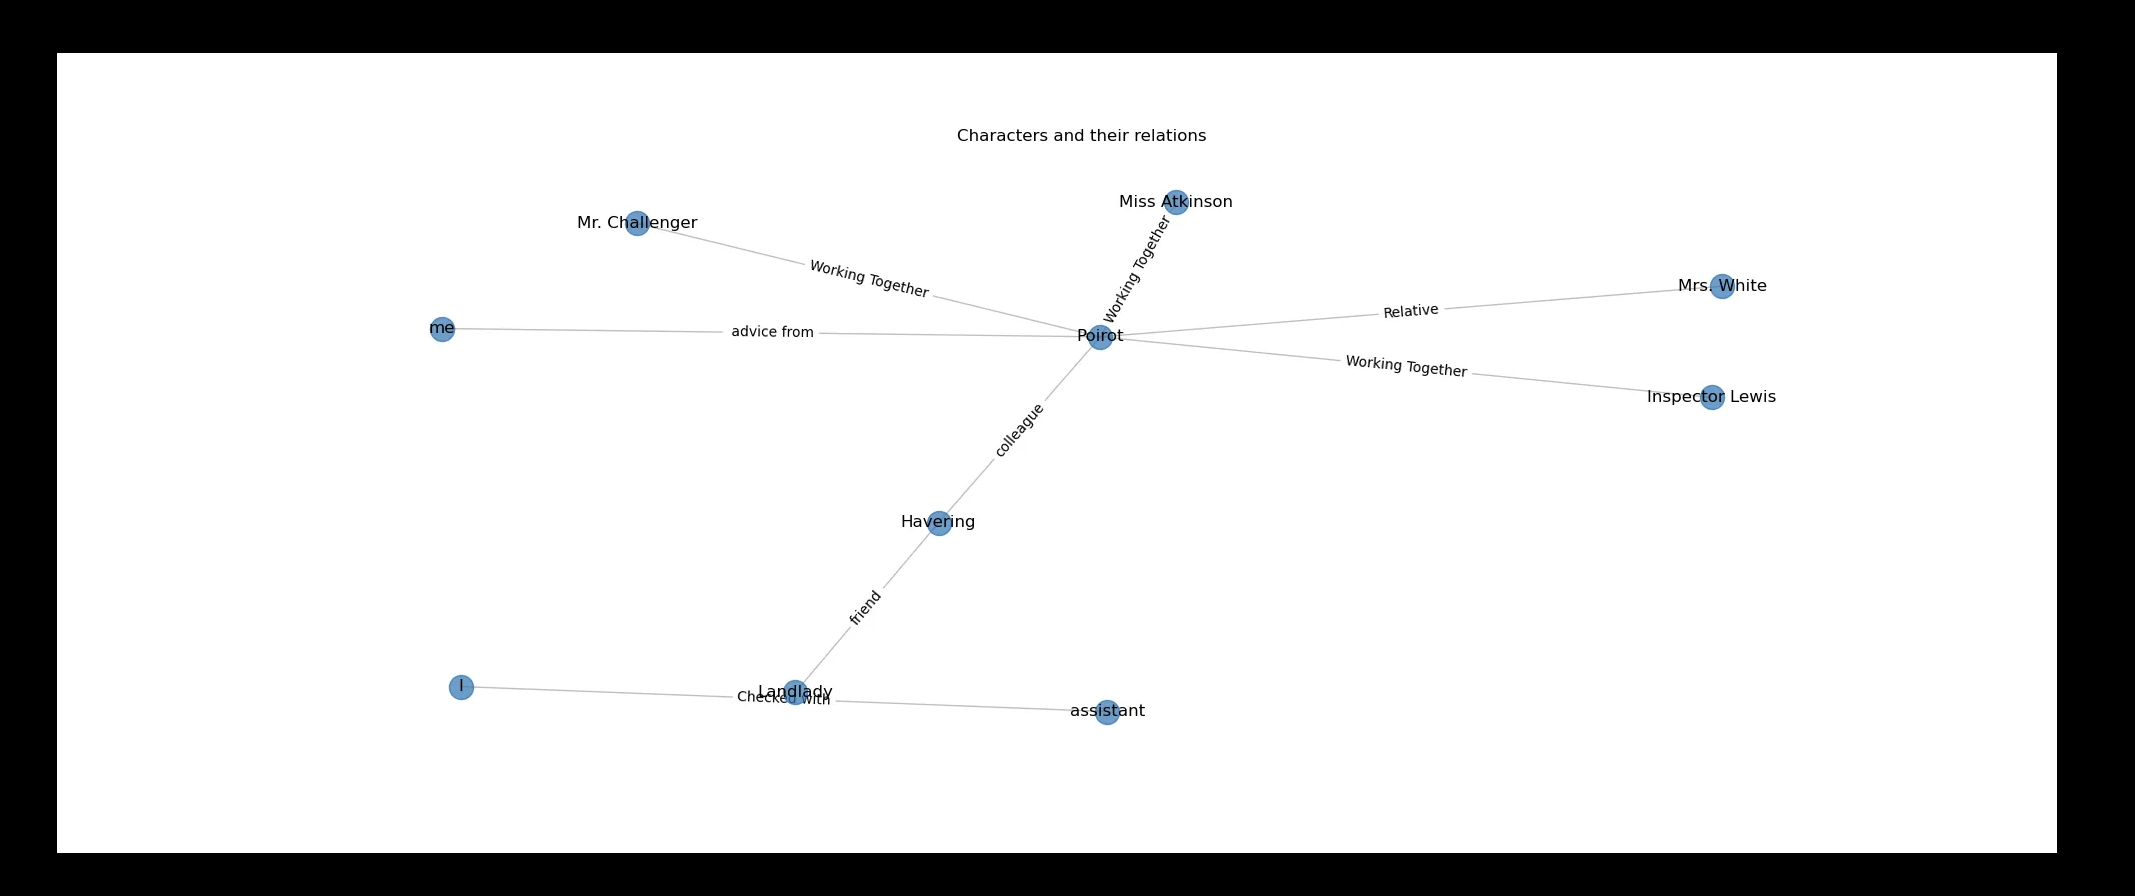 Characters and their relations
Miss Atkinson
Mr. Challenger
Working Together
Working Together
Mrs. White
Relative
me
advice from
Poirot
Working Together
Inspector Lewis
colleague
Havering
friend
I
Landlady
Checked with
assistant